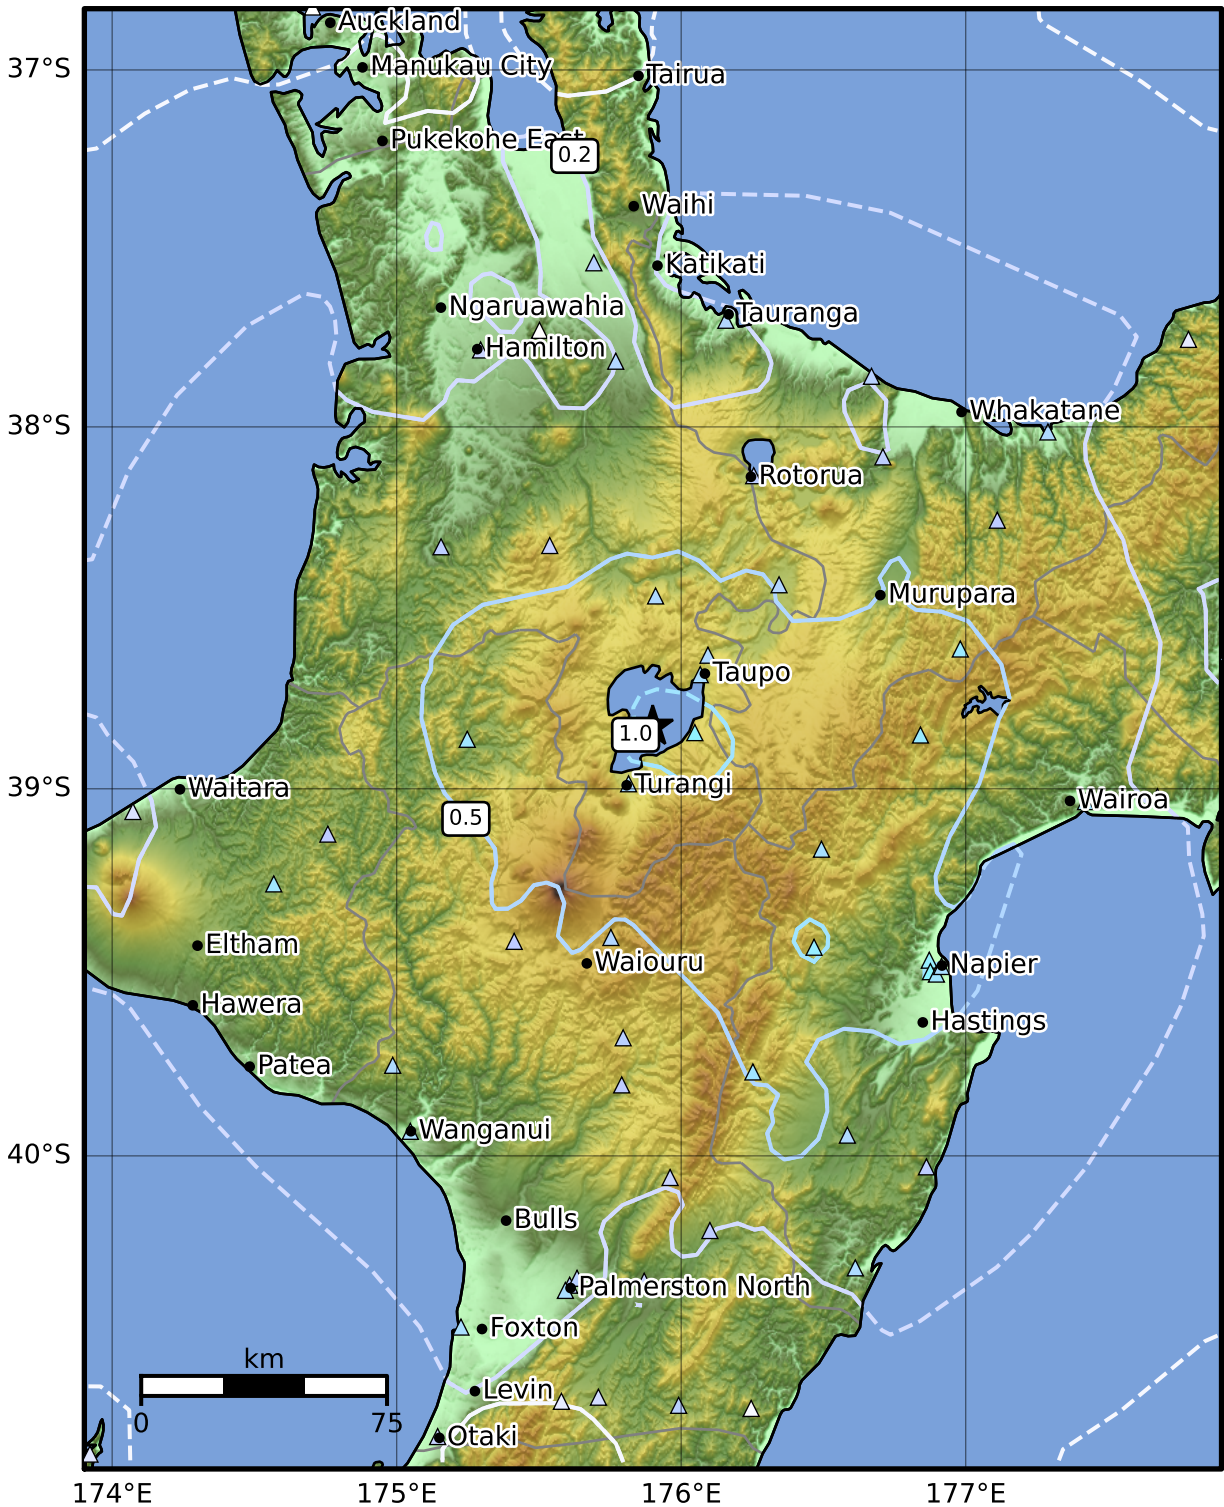 Auckland
37°S
Manukau City
Tairua
Pukekohe East
0.2
Waihi
Katikati
Ngaruawahia
Tauranga
Hamilton
Whakatane
38°S
Rotorua
Murupara
Taupo
1.0
Turangi
39°S
Waitara
Wairoa
0.5
Eltham
Waiouru
Napier
Hawera
Hastings
Patea
Wanganui
40°S
Bulls
Palmerston North
Foxton
km
Levin
0 75
Otaki
174°E 175°E 176°E 177°E